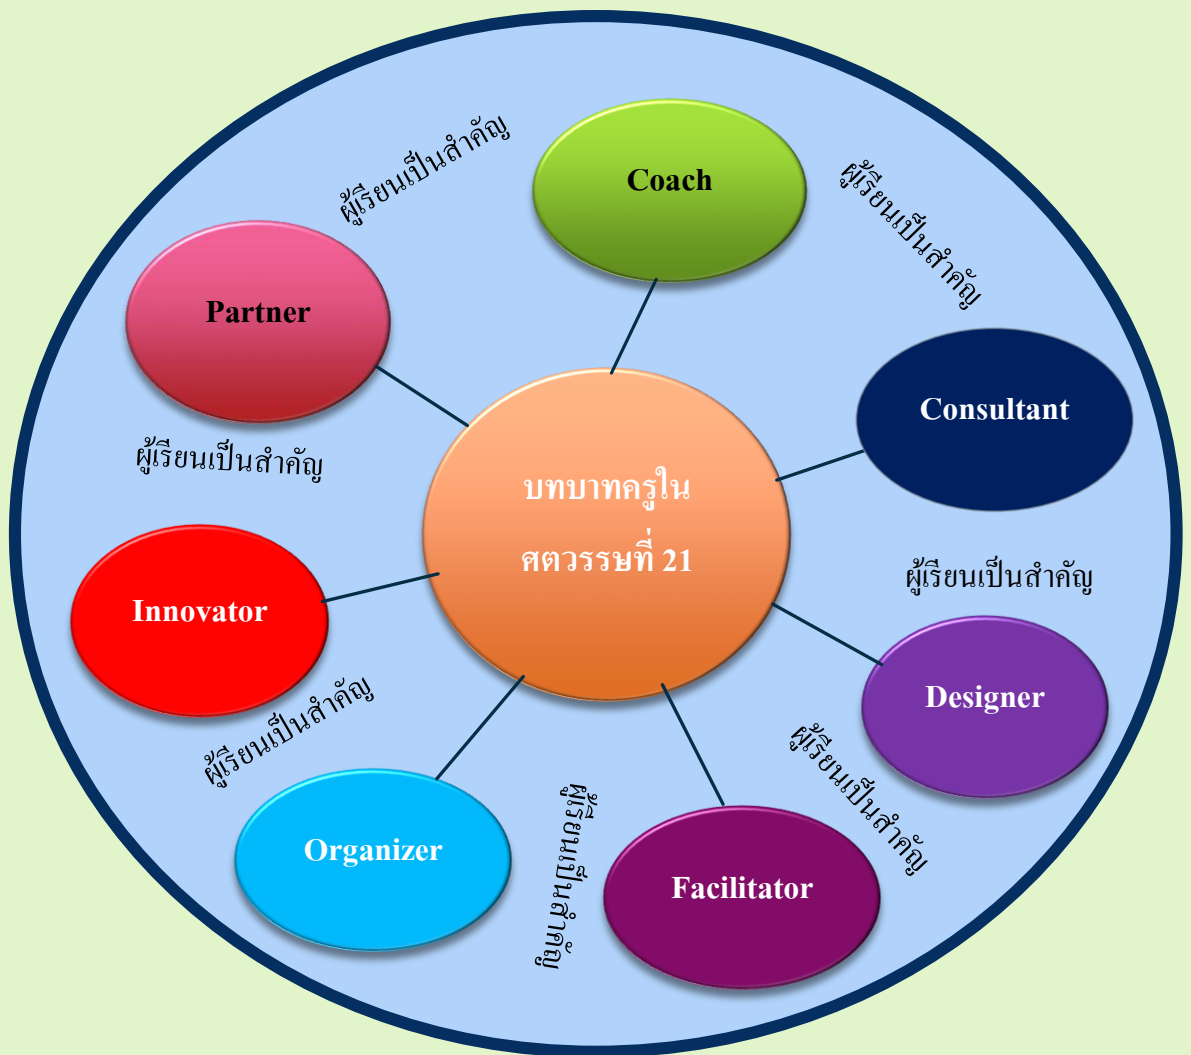 Coach
ผู้เรียนเป็นสำคัญ
Consultant
ผู้เรียนเป็นสำคัญ
Designer
ผู้เรียนเป็นสำคัญ
Facilitator
ผู้เรียนเป็นสำคัญ
Organizer
ผู้เรียนเป็นสำคัญ
Innovator
ผู้เรียนเป็นสำคัญ
Partner
ผู้เรียนเป็นสำคัญ
บทบาทครูใน
ศตวรรษที่ 21